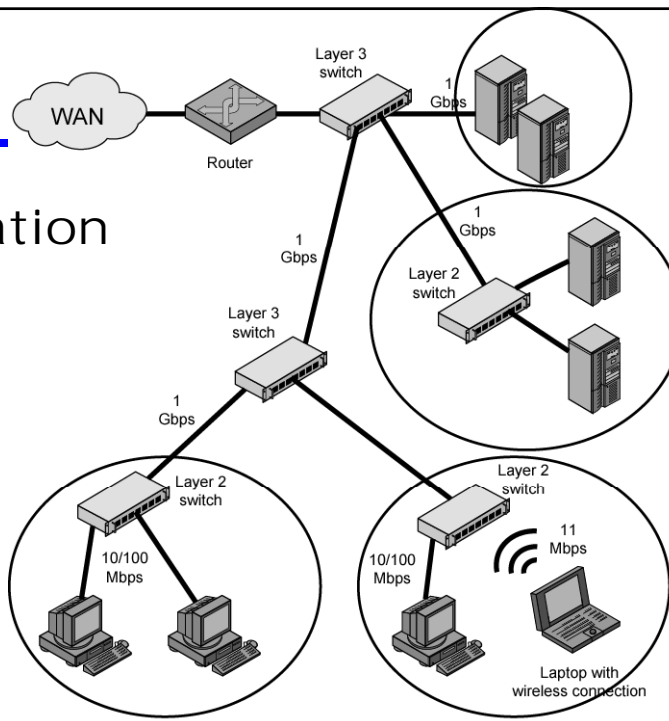 Layer 3
switch
1
Gbps
WAN
Router
1
Gbps
1
Gbps
Layer 2
switch
Layer 3
switch
1
Gbps
Layer 2
switch
10/100
Mbps
Layer 2
switch
11
Mbps
10/100
Mbps
Laptop with
wireless connection